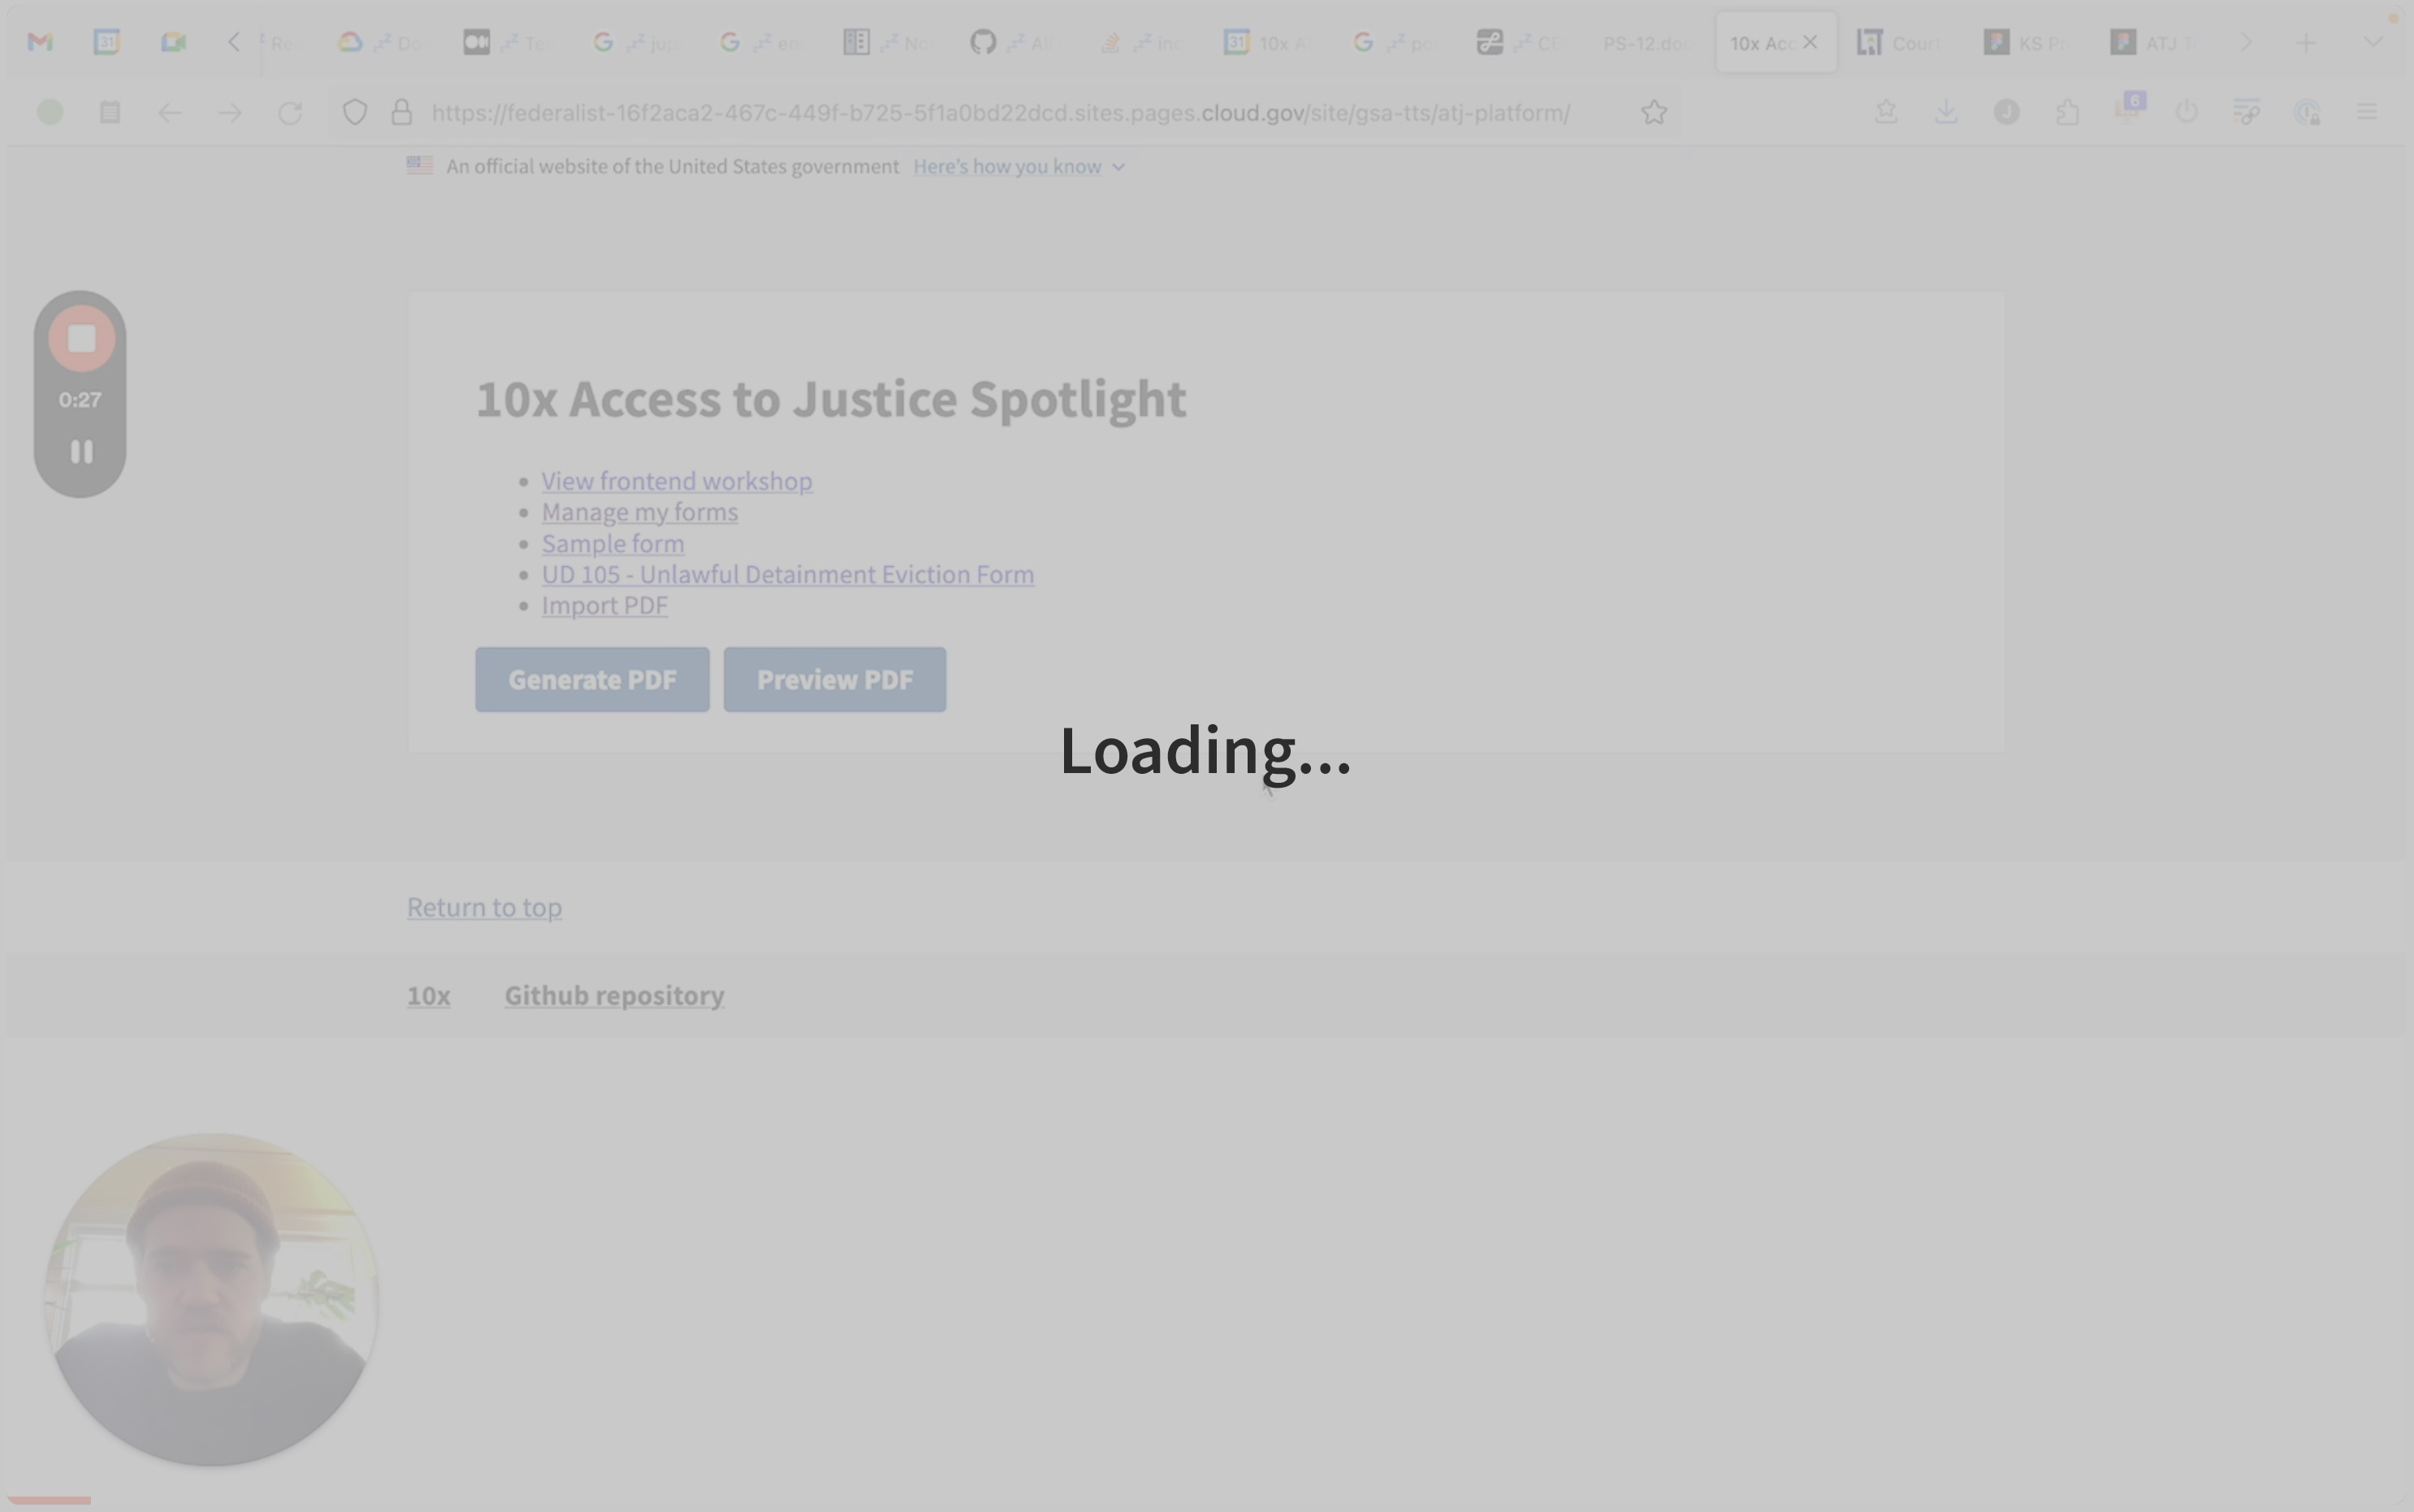 31
Re
Do
Te
jup
en
No
All
inc
31
10x A
po
CE
PS-12.do
10x Acc
Court
KS Pr
ATJ T
https://federalist-16f2aca2-467c-449f-b725-5f1a0bd22dcd.sites.pages.cloud.gov/site/gsa-tts/atj-platform/
J
6
An official website of the United States government Here's how you know
0:27
10x Access to Justice Spotlight
• View frontend workshop
• Manage my forms
• Sample form
• UD 105 - Unlawful Detainment Eviction Form
• Import PDF
Generate PDF Preview PDF
Loading...
Return to top
10x Github repository